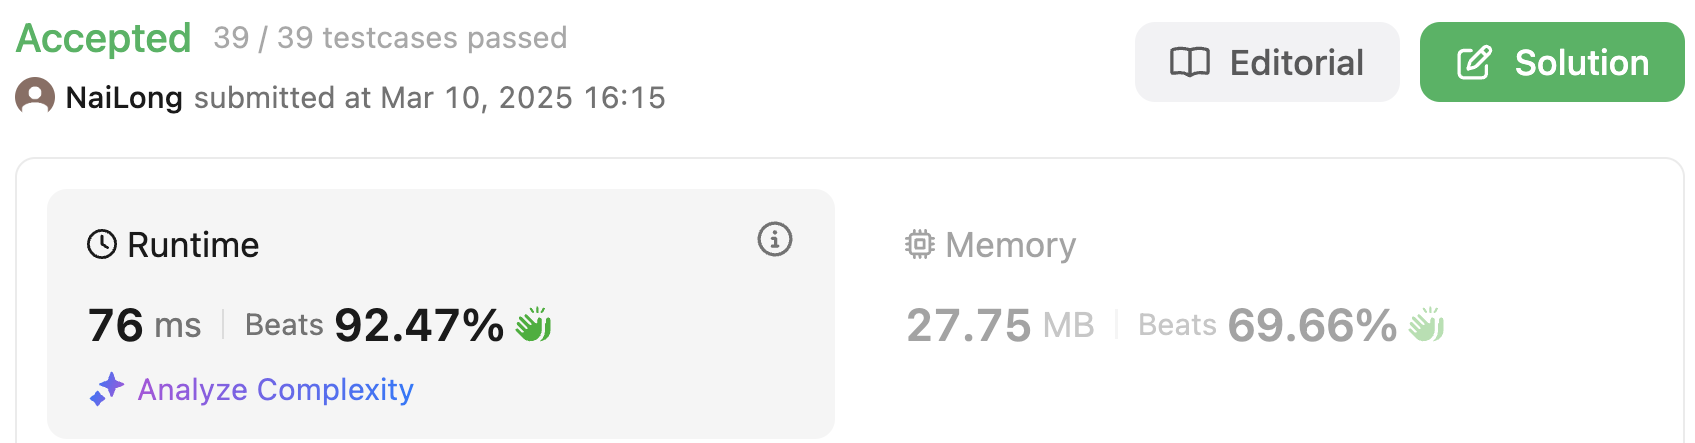 Accepted 39 / 39 testcases passed
NaiLong submitted at Mar 10, 2025 16:15
Editorial
Solution
Runtime
76 ms Beats 92.47%
Analyze Complexity
Memory
27.75 MB Beats 69.66%